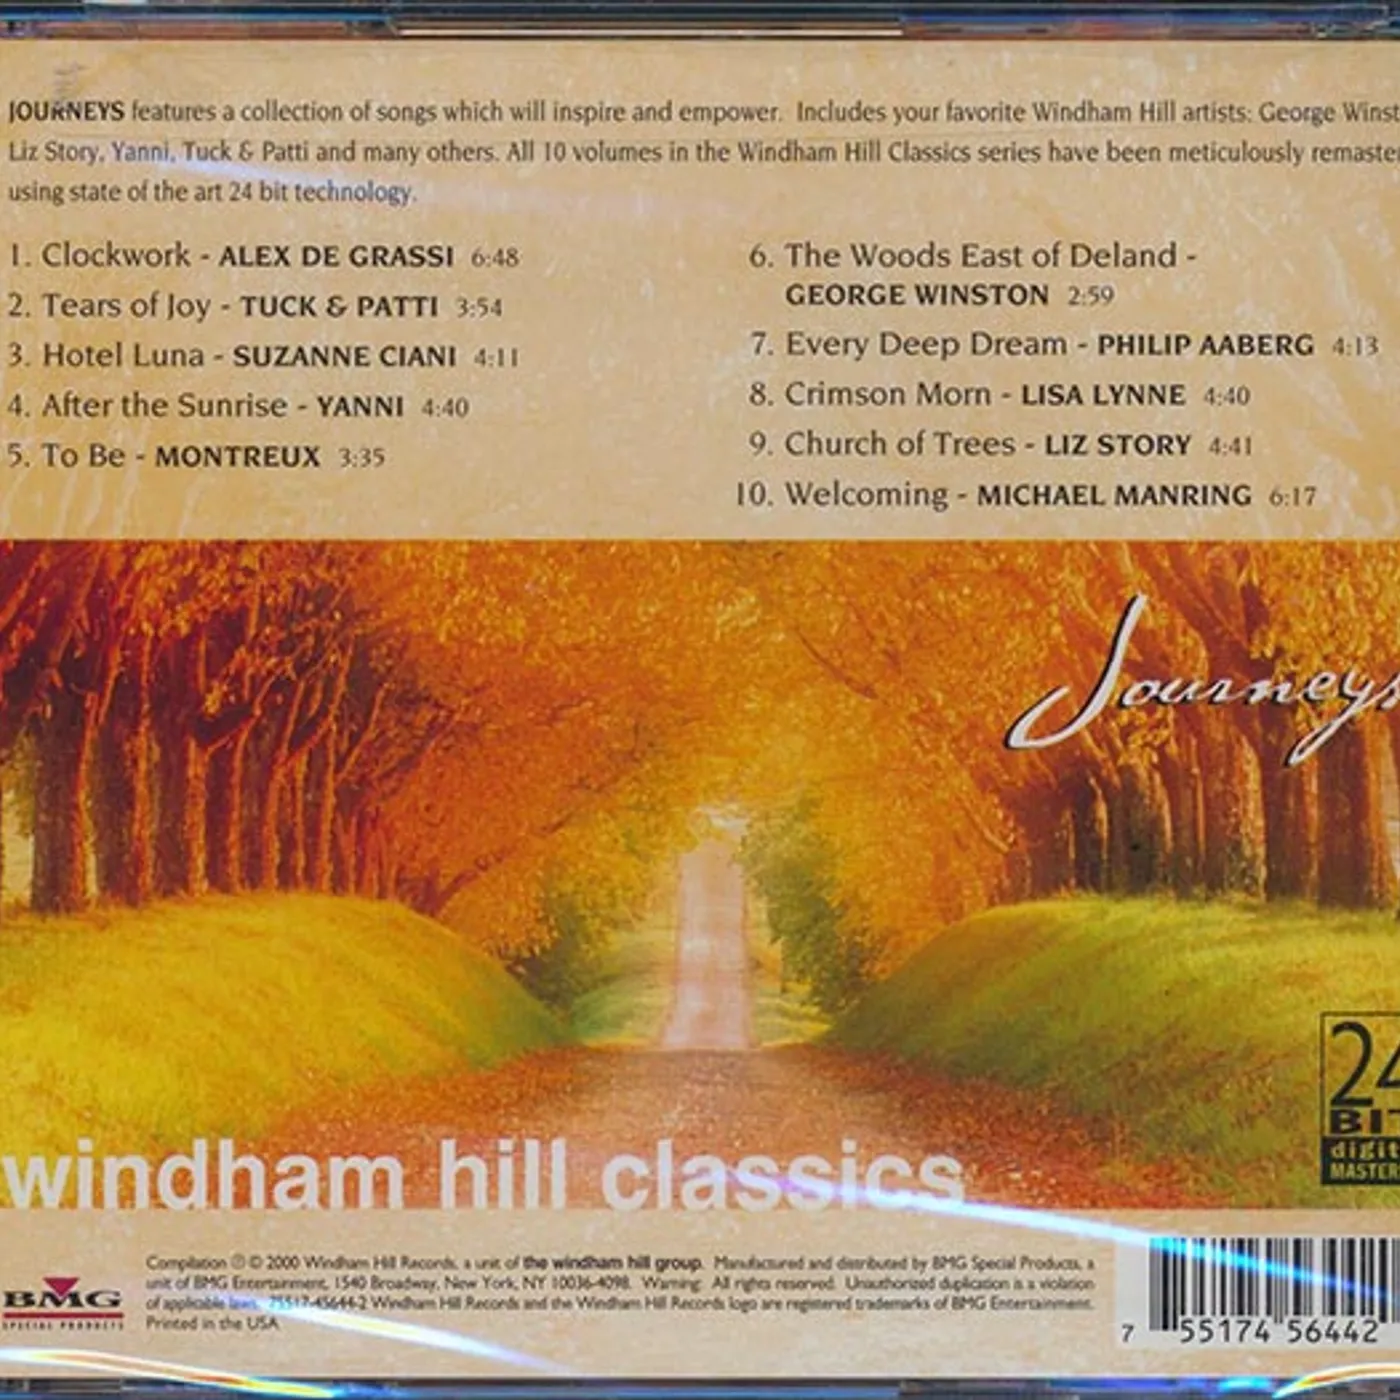 JOURNEYS features a collection of songs which will inspire and empower. Includes your favorite Windham Hill artists: George Winst
Liz Story, Yanni, Tuck & Patti and many others. All 10 volumes in the Windham Hill Classics series have been meticulously remaster
using state of the art 24 bit technology.
1. Clockwork - ALEX DE GRASSI 6:48
2. Tears of Joy - TUCK & PATTI 3:54
3. Hotel Luna - SUZANNE CIANI 4:11
4. After the Sunrise - YANNI 4:40
5. To Be - MONTREUX 3:35
6. The Woods East of Deland -
GEORGE WINSTON 2:59
7. Every Deep Dream - PHILIP AABERG 4:13
8. Crimson Morn - LISA LYNNE 4:40
9. Church of Trees - LIZ STORY 4:41
10. Welcoming - MICHAEL MANRING 6:17
Journeys
24
BIT
digit
MASTER
windham hill classics
BMG
SPECIAL PRODUCTS
Compilation ℗ © 2000 Windham Hill Records, a unit of the windham hill group. Manufactured and distributed by BMG Special Products, a
unit of BMG Entertainment, 1540 Broadway, New York, NY 10036-4098. Warning: All rights reserved. Unauthorized duplication is a violation
of applicable laws. 75517-45644-2 Windham Hill Records and the Windham Hill Records logo are registered trademarks of BMG Entertainment.
Printed in the USA
7 55174 56442